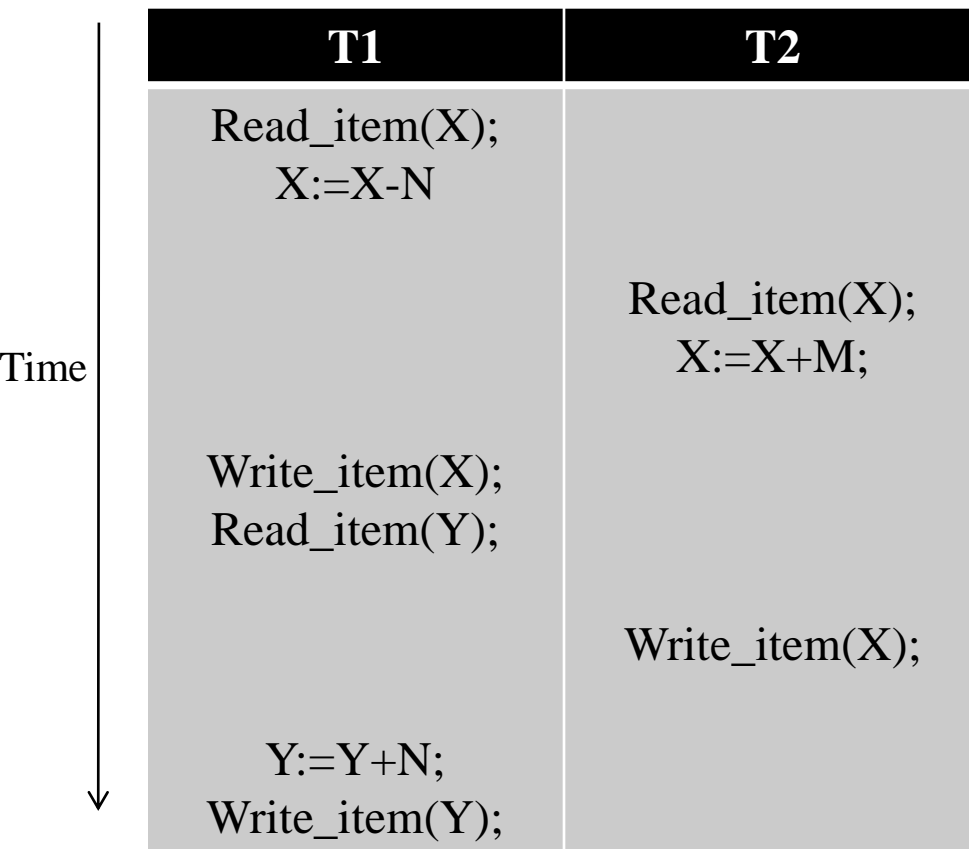 T1 T2
Read_item(X);
X:=X-N
Read_item(X);
X:=X+M;
Time
Write_item(X);
Read_item(Y);
Write_item(X);
Y:=Y+N;
Write_item(Y);